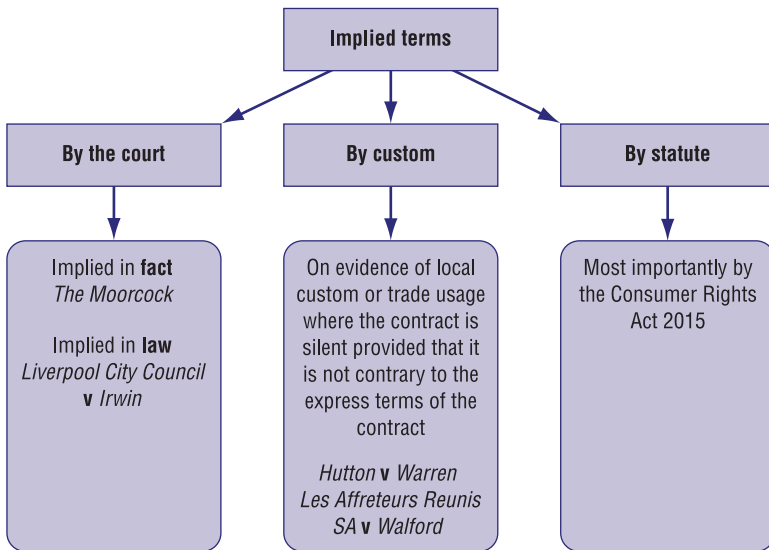 Implied terms
By the court
By custom
By statute
Implied in fact
The Moorcock
Implied in law
Liverpool City Council
v Irwin
On evidence of local
custom or trade usage
where the contract is
silent provided that it
is not contrary to the
express terms of the
contract
Hutton v Warren
Les Affreteurs Reunis
SA v Walford
Most importantly by
the Consumer Rights
Act 2015